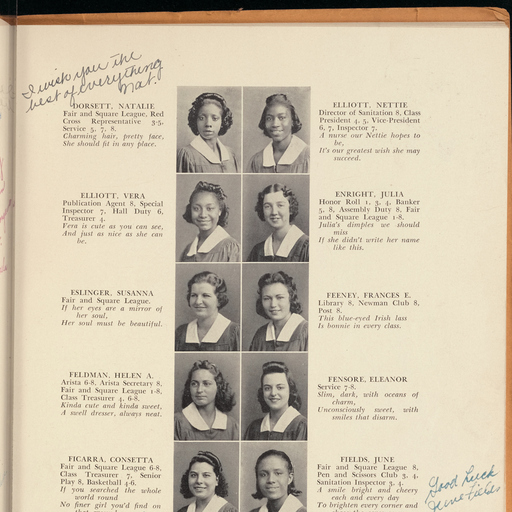 I wish you the
best of everything
Nat.
DORSETT, NATALIE
Fair and Square League, Red
Cross Representative 3-5,
Service 5, 7, 8.
Charming hair, pretty face,
She should fit in any place.
ELLIOTT, NETTIE
Director of Sanitation 8, Class
President 4, 5, Vice-President
6, 7, Inspector 7.
A nurse our Nettie hopes to
be,
It's our greatest wish she may
succeed.
ELLIOTT, VERA
Publication Agent 8, Special
Inspector 7, Hall Duty 6,
Treasurer 4.
Vera is cute as you can see,
And just as nice as she can
be.
ENRIGHT, JULIA
Honor Roll 1, 3, 4, Banker
5, 8, Assembly Duty 8, Fair
and Square League 1-8.
Julia's dimples we should
miss
If she didn't write her name
like this.
ESLINGER, SUSANNA
Fair and Square League.
If her eyes are a mirror of
her soul,
Her soul must be beautiful.
FEENEY, FRANCES E.
Library 8, Newman Club 8,
Post 8.
This blue-eyed Irish lass
Is bonnie in every class.
FELDMAN, HELEN A.
Arista 6-8, Arista Secretary 8,
Fair and Square League 1-8,
Class Treasurer 4, 6-8.
Kinda cute and kinda sweet,
A swell dresser, always neat.
FENSORE, ELEANOR
Service 7-8.
Slim, dark, with oceans of
charm,
Unconsciously sweet, with
smiles that disarm.
FICARRA, CONSETTA
Fair and Square League 6-8,
Class Treasurer 7, Senior
Play 8, Basketball 4-6.
If you searched the whole
world round
No finer girl you'd find on
FIELDS, JUNE
Fair and Square League 8,
Pen and Scissors Club 3, 4,
Sanitation Inspector 3, 4.
A smile bright and cheery
each and every day
To brighten every corner and
Good Luck
June Fields